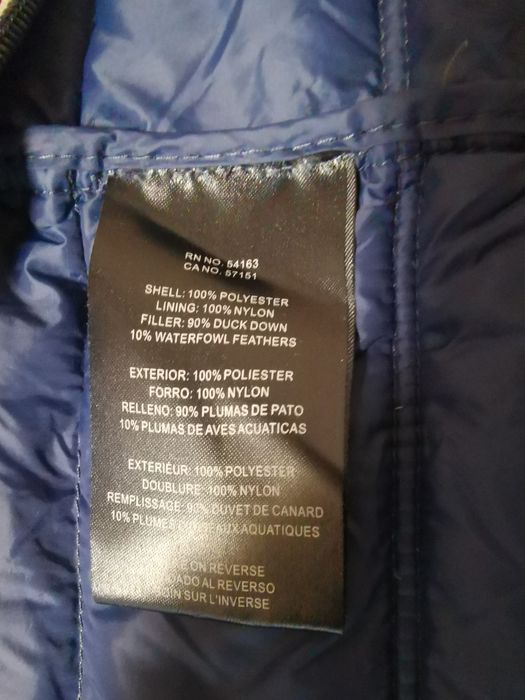 RN NO. 54163
CA NO. 57151
SHELL: 100% POLYESTER
LINING: 100% NYLON
FILLER: 90% DUCK DOWN
10% WATERFOWL FEATHERS
EXTERIOR: 100% POLIESTER
FORRO: 100% NYLON
RELLENO: 90% PLUMAS DE PATO
10% PLUMAS DE AVES ACUATICAS
EXTERIEUR: 100% POLYESTER
DOUBLURE: 100% NYLON
REMPLISSAGE: 90% DUVET DE CANARD
10% PLUMES AQUATIQUES
ON REVERSE
AL REVERSO
SUR L'INVERSE